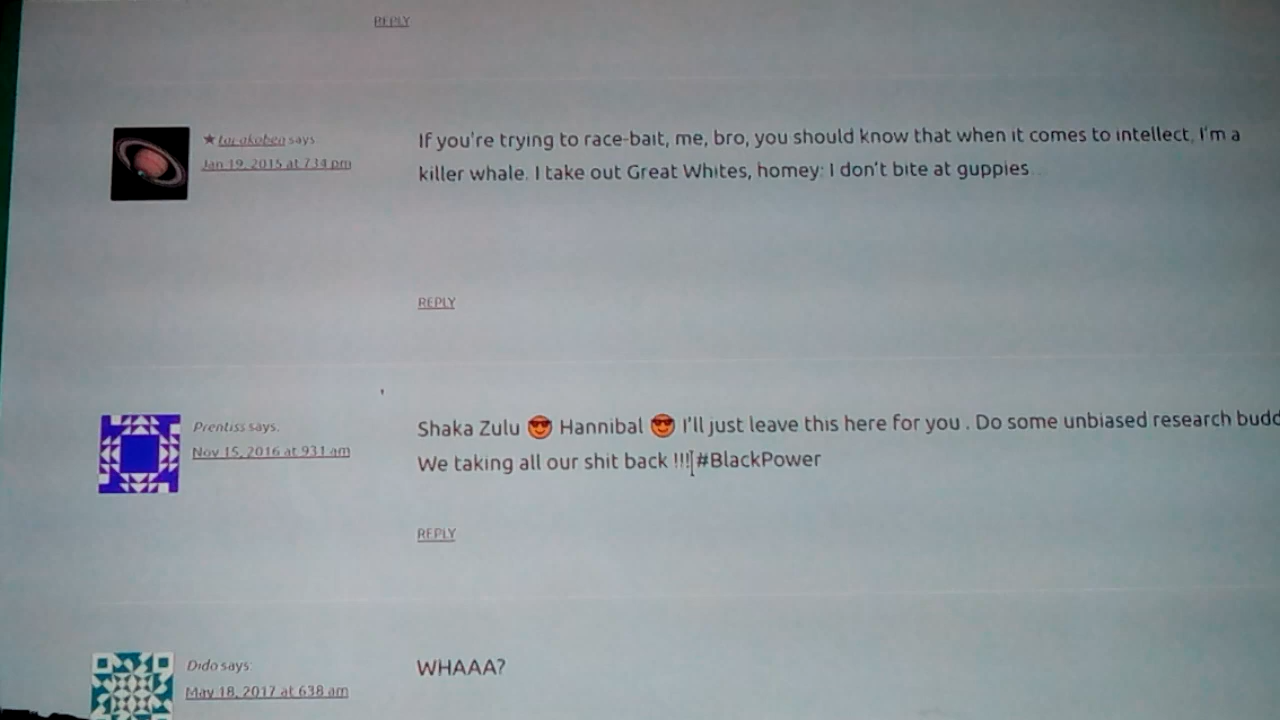 REPLY
says
Jan 19, 2015 at 7:34 pm
If you're trying to race-bait, me, bro, you should know that when it comes to intellect, I'm a
killer whale. I take out Great Whites, homey: I don't bite at guppies
REPLY
Prentiss says:
Nov 15, 2016 at 9:31 am
Shaka Zulu 😎 Hannibal 😎 I'll just leave this here for you . Do some unbiased research
We taking all our shit back !!! #BlackPower
REPLY
Dido says:
May 18, 2017 at 6:38 am
WHAAA?